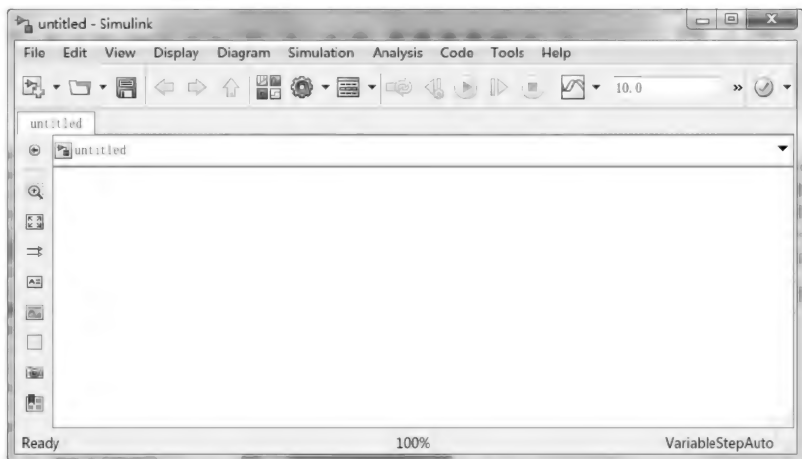 untitled - Simulink
File Edit View Display Diagram Simulation Analysis Code Tools Help
10.0
untitled
untitled
Ready 100% VariableStepAuto